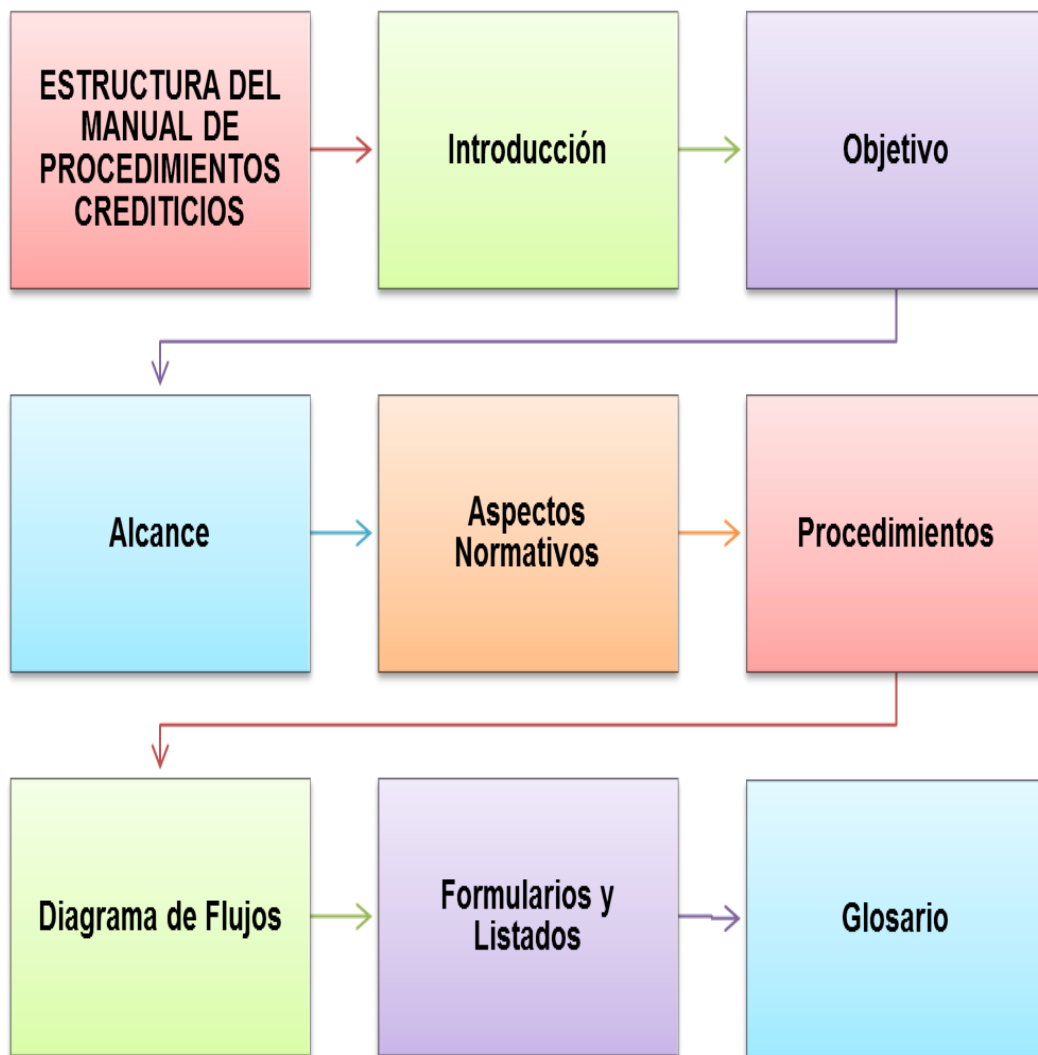 ESTRUCTURA DEL
MANUAL DE
PROCEDIMIENTOS
CREDITICIOS
Introducción
Objetivo
Alcance
Aspectos
Normativos
Procedimientos
Diagrama de Flujos
Formularios y
Listados
Glosario